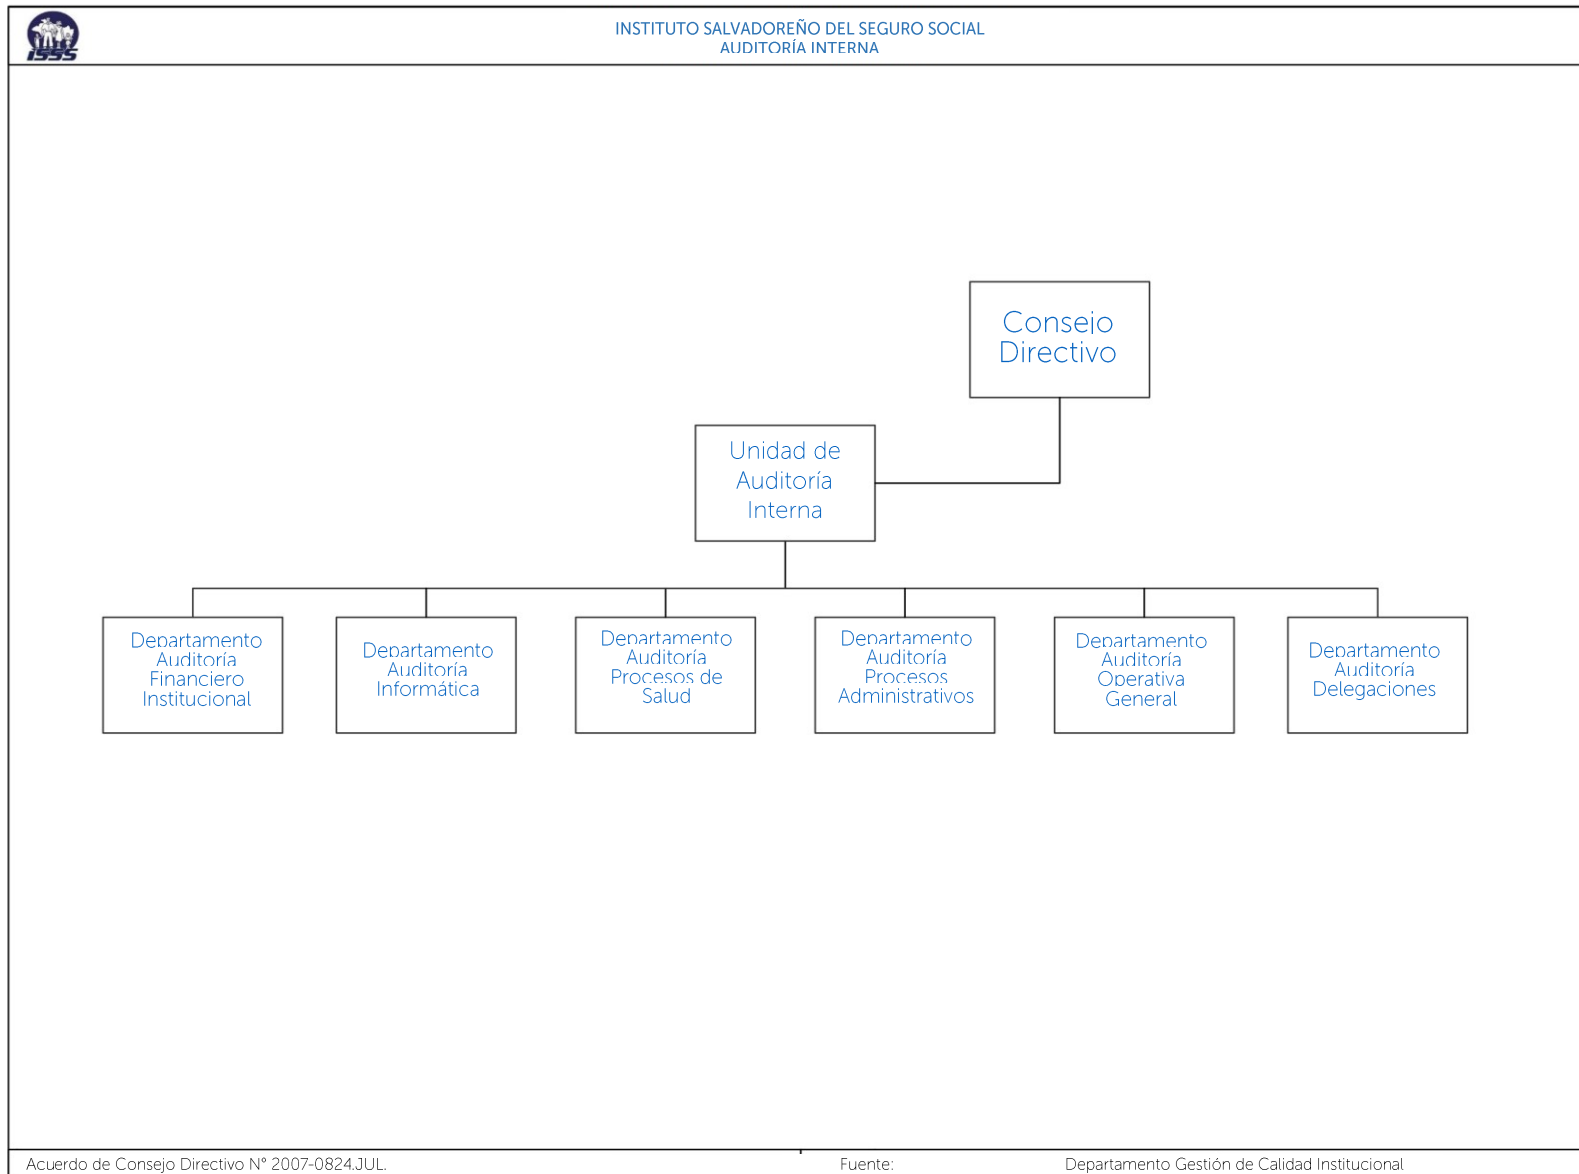 ISSS
INSTITUTO SALVADOREÑO DEL SEGURO SOCIAL
AUDITORÍA INTERNA
Consejo
Directivo
Unidad de
Auditoría
Interna
Departamento
Auditoría
Financiero
Institucional
Departamento
Auditoría
Informática
Departamento
Auditoría
Procesos de
Salud
Departamento
Auditoría
Procesos
Administrativos
Departamento
Auditoría
Operativa
General
Departamento
Auditoría
Delegaciones
Acuerdo de Consejo Directivo N° 2007-0824.JUL.
Fuente:
Departamento Gestión de Calidad Institucional